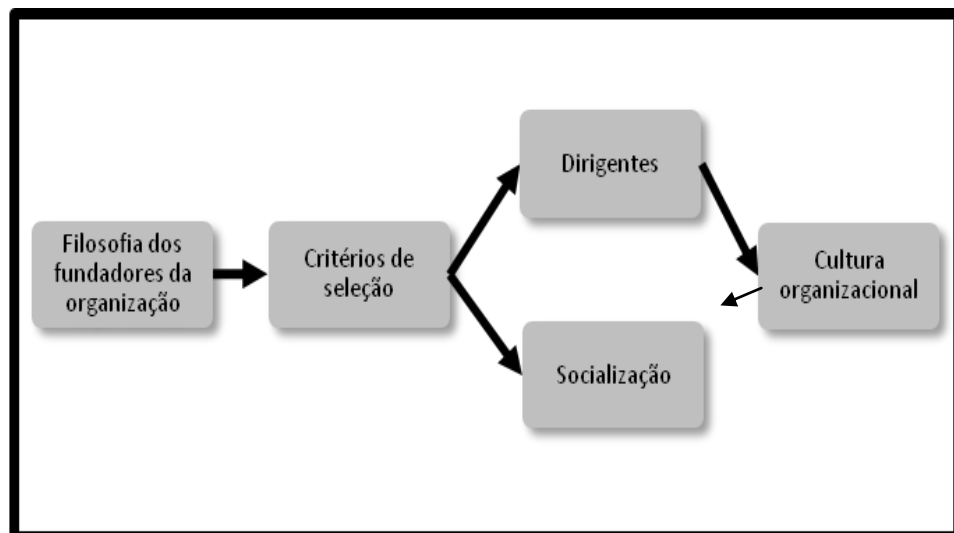 Filosofia dos
fundadores da
organização
Critérios de
seleção
Dirigentes
Socialização
Cultura
organizacional